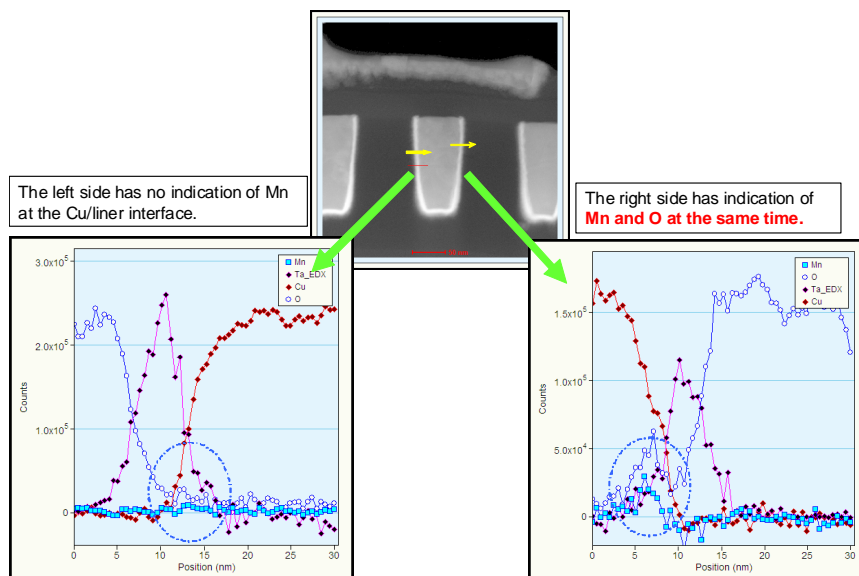 The left side has no indication of Mn
at the Cu/liner interface.
The right side has indication of
Mn and O at the same time.
Mn
Ta_EDX
Cu
O
3.0x10⁵
2.0x10⁵
1.0x10⁵
0
Counts
0
5
10
15
20
25
30
Position (nm)
Mn
O
Ta_EDX
Cu
1.5x10⁵
1.0x10⁵
5.0x10⁴
0
Counts
0
5
10
15
20
25
30
Position (nm)